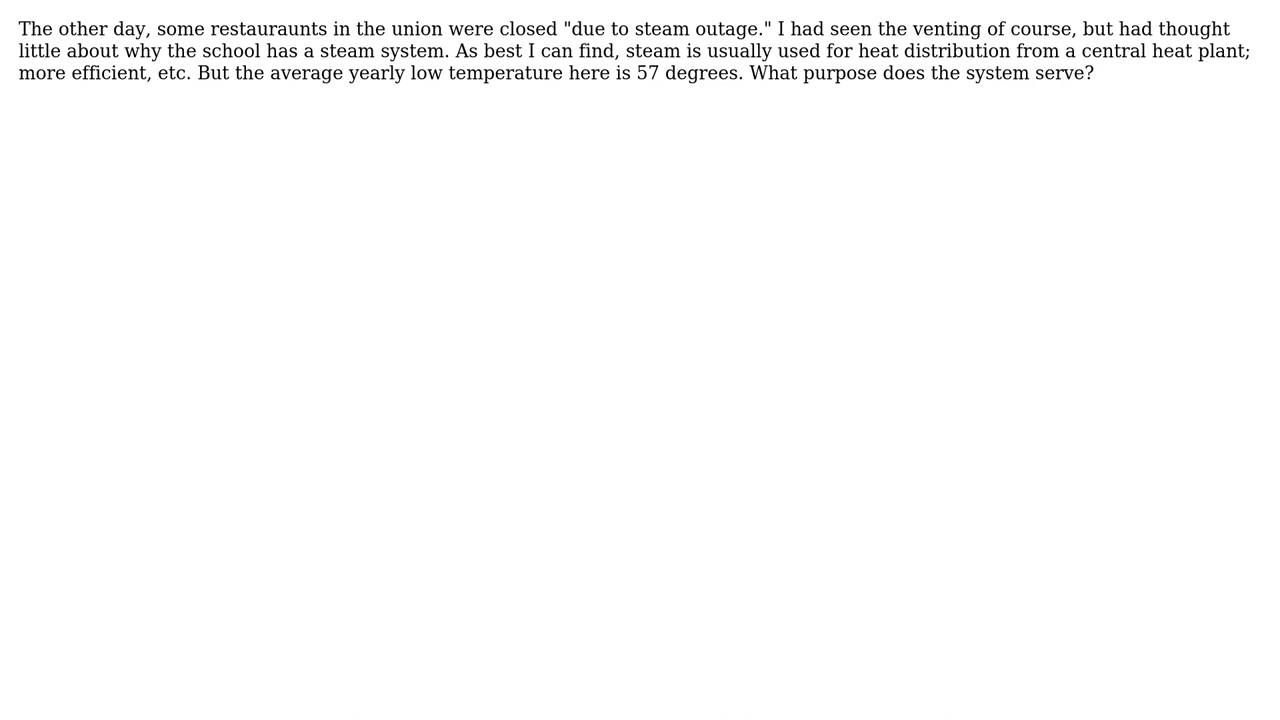 The other day, some restauraunts in the union were closed "due to steam outage." I had seen the venting of course, but had thought
little about why the school has a steam system. As best I can find, steam is usually used for heat distribution from a central heat plant;
more efficient, etc. But the average yearly low temperature here is 57 degrees. What purpose does the system serve?